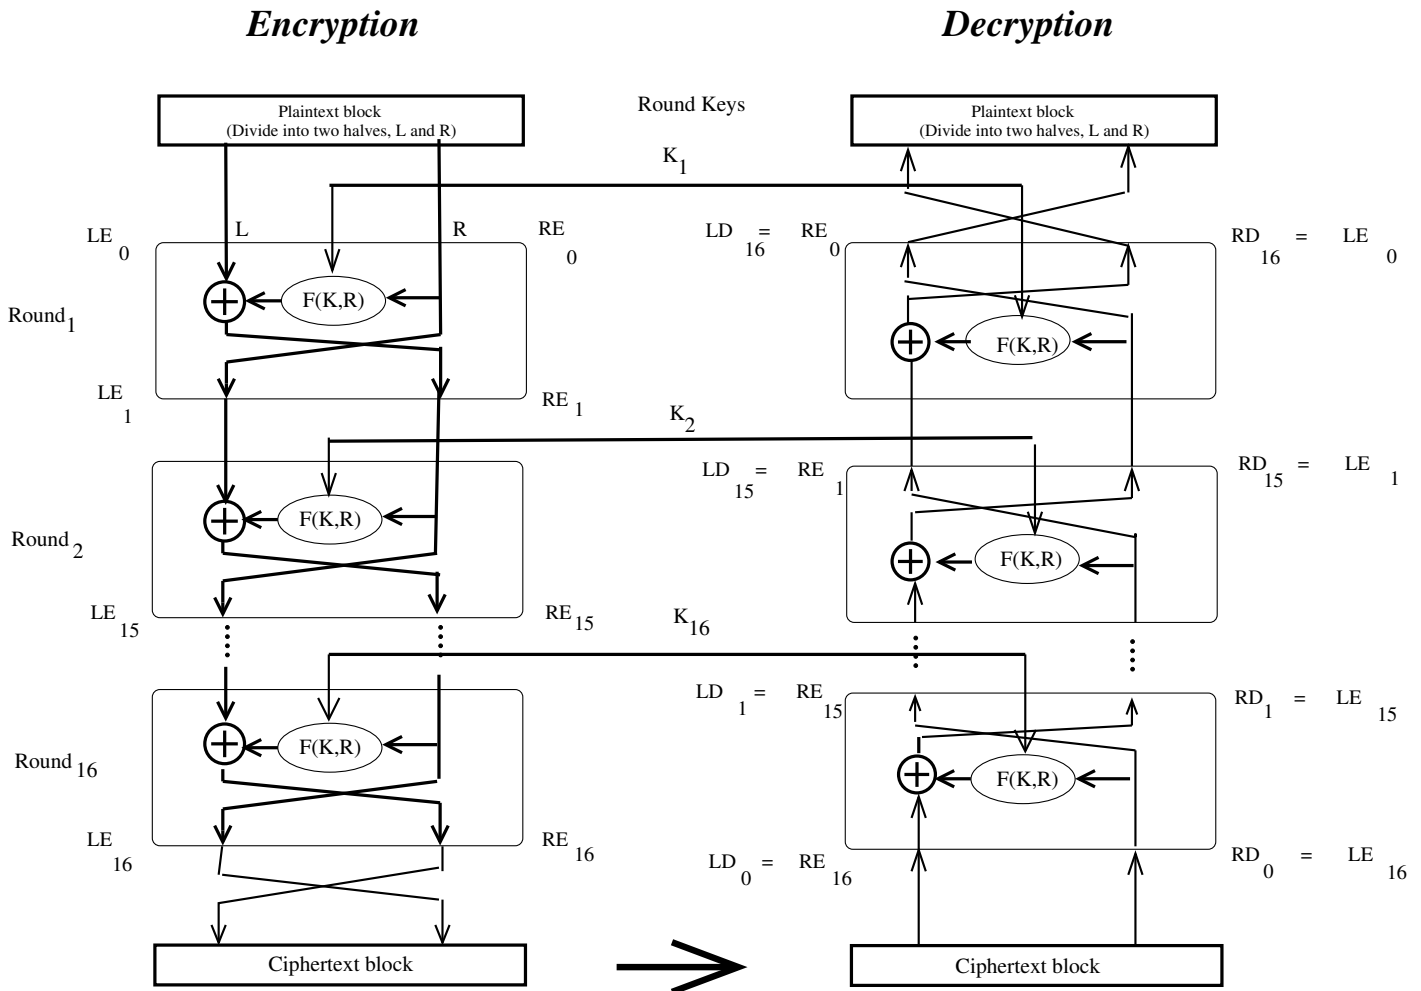 Encryption
Decryption
Plaintext block
(Divide into two halves, L and R)
Round Keys
Plaintext block
(Divide into two halves, L and R)
K1
LE0
L
R
RE0
LD16 = RE0
RD16 = LE0
Round1
F(K,R)
F(K,R)
LE1
RE1
K2
LD15 = RE1
RD15 = LE1
Round2
F(K,R)
F(K,R)
LE15
RE15
K16
LD1 = RE15
RD1 = LE15
Round16
F(K,R)
F(K,R)
LE16
RE16
LD0 = RE16
RD0 = LE16
Ciphertext block
Ciphertext block